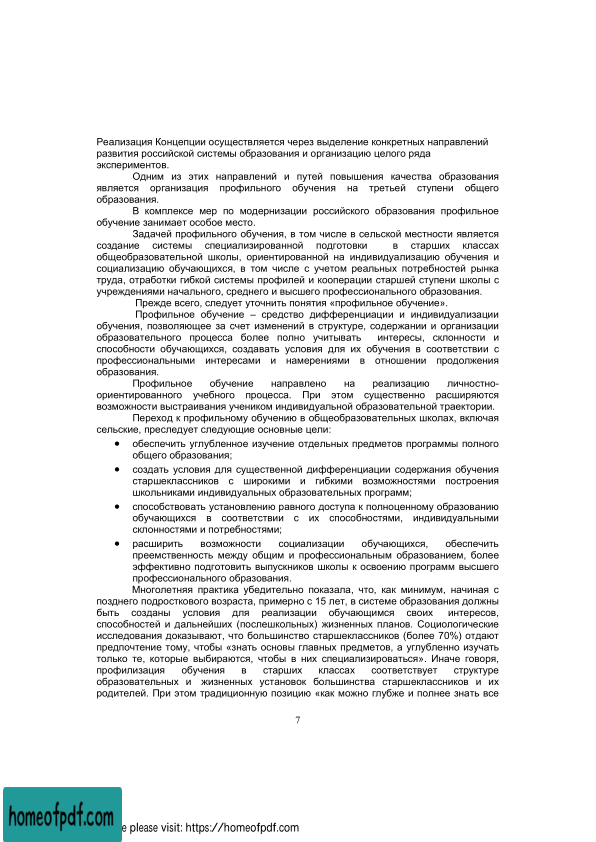 Реализация Концепции осуществляется через выделение конкретных направлений
развития российской системы образования и организацию целого ряда
экспериментов.
Одним из этих направлений и путей повышения качества образования
является организация профильного обучения на третьей ступени общего
образования.
В комплексе мер по модернизации российского образования профильное
обучение занимает особое место.
Задачей профильного обучения, в том числе в сельской местности является
создание системы специализированной подготовки в старших классах
общеобразовательной школы, ориентированной на индивидуализацию обучения и
социализацию обучающихся, в том числе с учетом реальных потребностей рынка
труда, отработки гибкой системы профилей и кооперации старшей ступени школы с
учреждениями начального, среднего и высшего профессионального образования.
Прежде всего, следует уточнить понятия «профильное обучение».
Профильное обучение – средство дифференциации и индивидуализации
обучения, позволяющее за счет изменений в структуре, содержании и организации
образовательного процесса более полно учитывать интересы, склонности и
способности обучающихся, создавать условия для их обучения в соответствии с
профессиональными интересами и намерениями в отношении продолжения
образования.
Профильное обучение направлено на реализацию личностно-
ориентированного учебного процесса. При этом существенно расширяются
возможности выстраивания учеником индивидуальной образовательной траектории.
Переход к профильному обучению в общеобразовательных школах, включая
сельские, преследует следующие основные цели:
• обеспечить углубленное изучение отдельных предметов программы полного
общего образования;
• создать условия для существенной дифференциации содержания обучения
старшеклассников с широкими и гибкими возможностями построения
школьниками индивидуальных образовательных программ;
• способствовать установлению равного доступа к полноценному образованию
обучающихся в соответствии с их способностями, индивидуальными
склонностями и потребностями;
• расширить возможности социализации обучающихся, обеспечить
преемственность между общим и профессиональным образованием, более
эффективно подготовить выпускников школы к освоению программ высшего
профессионального образования.
Многолетняя практика убедительно показала, что, как минимум, начиная с
позднего подросткового возраста, примерно с 15 лет, в системе образования должны
быть созданы условия для реализации обучающимся своих интересов,
способностей и дальнейших (послешкольных) жизненных планов. Социологические
исследования доказывают, что большинство старшеклассников (более 70%) отдают
предпочтение тому, чтобы «знать основы главных предметов, а углубленно изучать
только те, которые выбираются, чтобы в них специализироваться». Иначе говоря,
профилизация обучения в старших классах соответствует структуре
образовательных и жизненных установок большинства старшеклассников и их
родителей. При этом традиционную позицию «как можно глубже и полнее знать все
7
homeofpdf.com
e please visit: https://homeofpdf.com